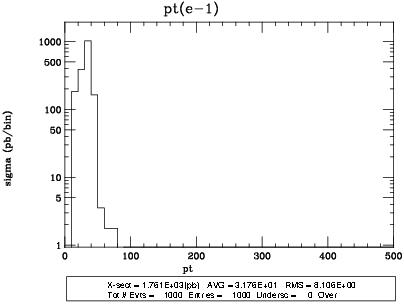 pt(e−1)
sigma (pb/bin)
1000
600
100
50
10
5
1
0 100 200 300 400 500
pt
X-sect = 1.761E+03(pb) AVG = 3.176E+01 RMS = 8.106E+00
Tot # Evts = 1000 Entries = 1000 Undersc = 0 Over